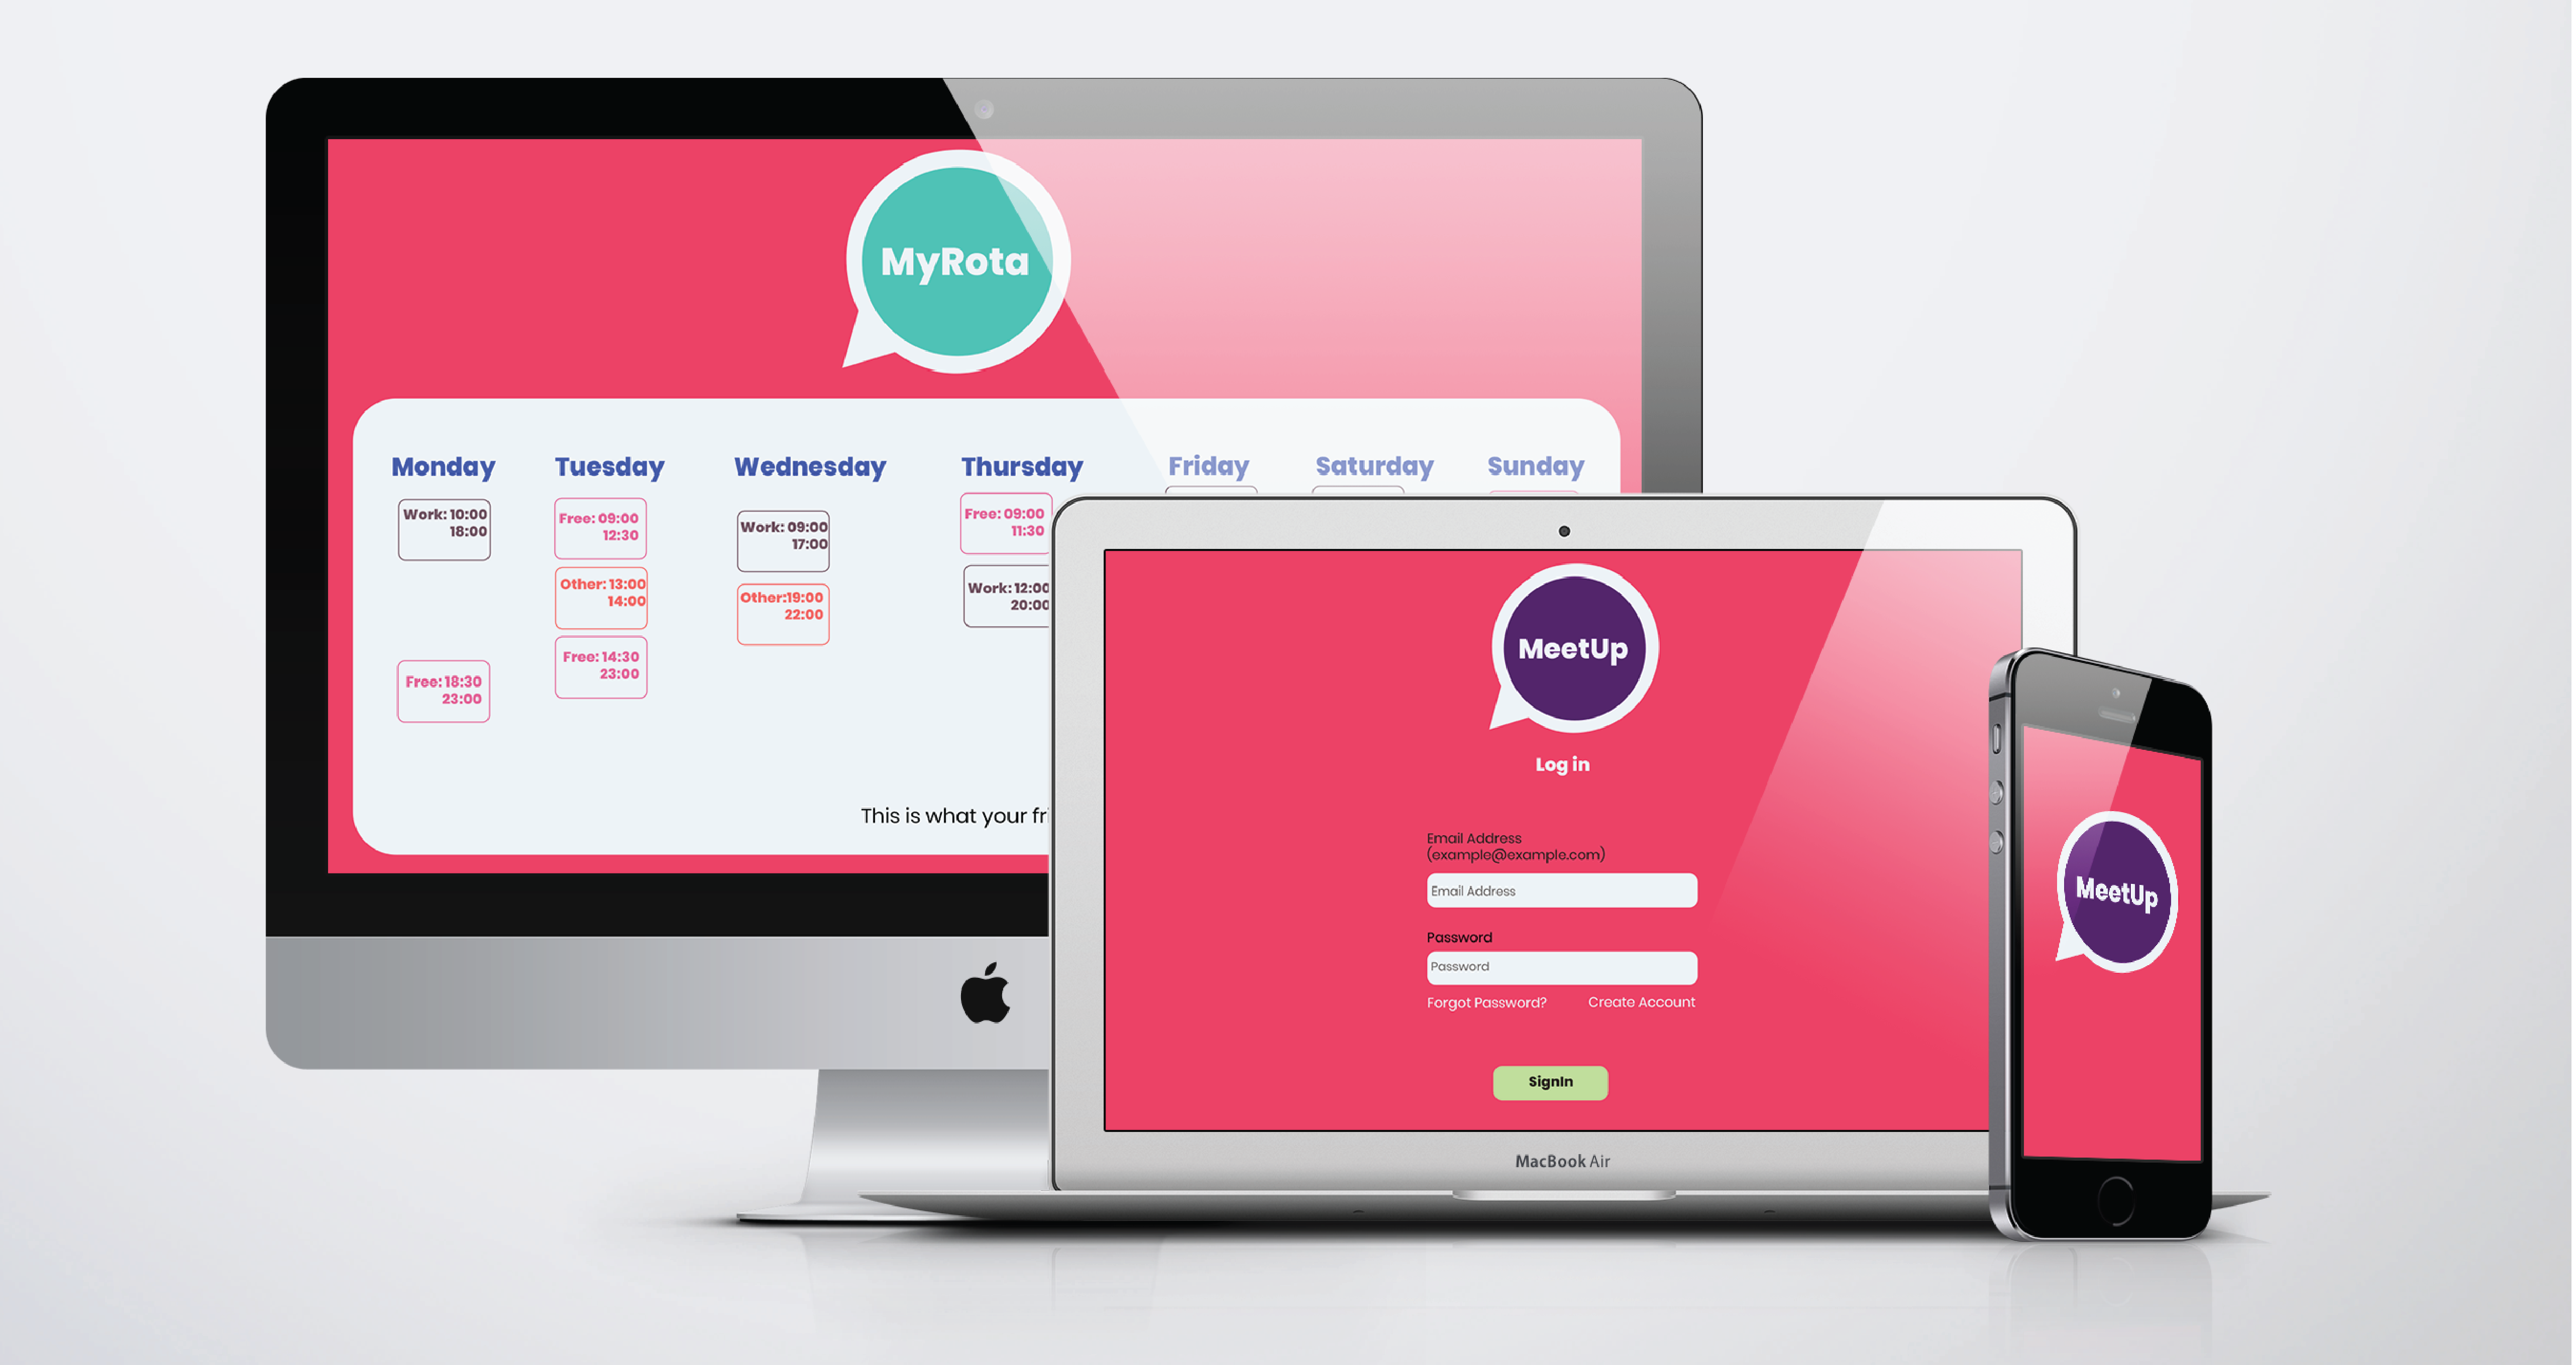 MyRota
Monday Tuesday Wednesday Thursday Friday Saturday Sunday
Work: 10:00
18:00
Free: 18:30
23:00
Free: 09:00
12:30
Other: 13:00
14:00
Free: 14:30
23:00
Work: 09:00
17:00
Other:19:00
22:00
Free: 09:00
11:30
Work: 12:00
20:00
This is what your fri
MeetUp
Log in
Email Address
(example@example.com)
Email Address
Password
Password
Forgot Password? Create Account
SignIn
MacBook Air
MeetUp